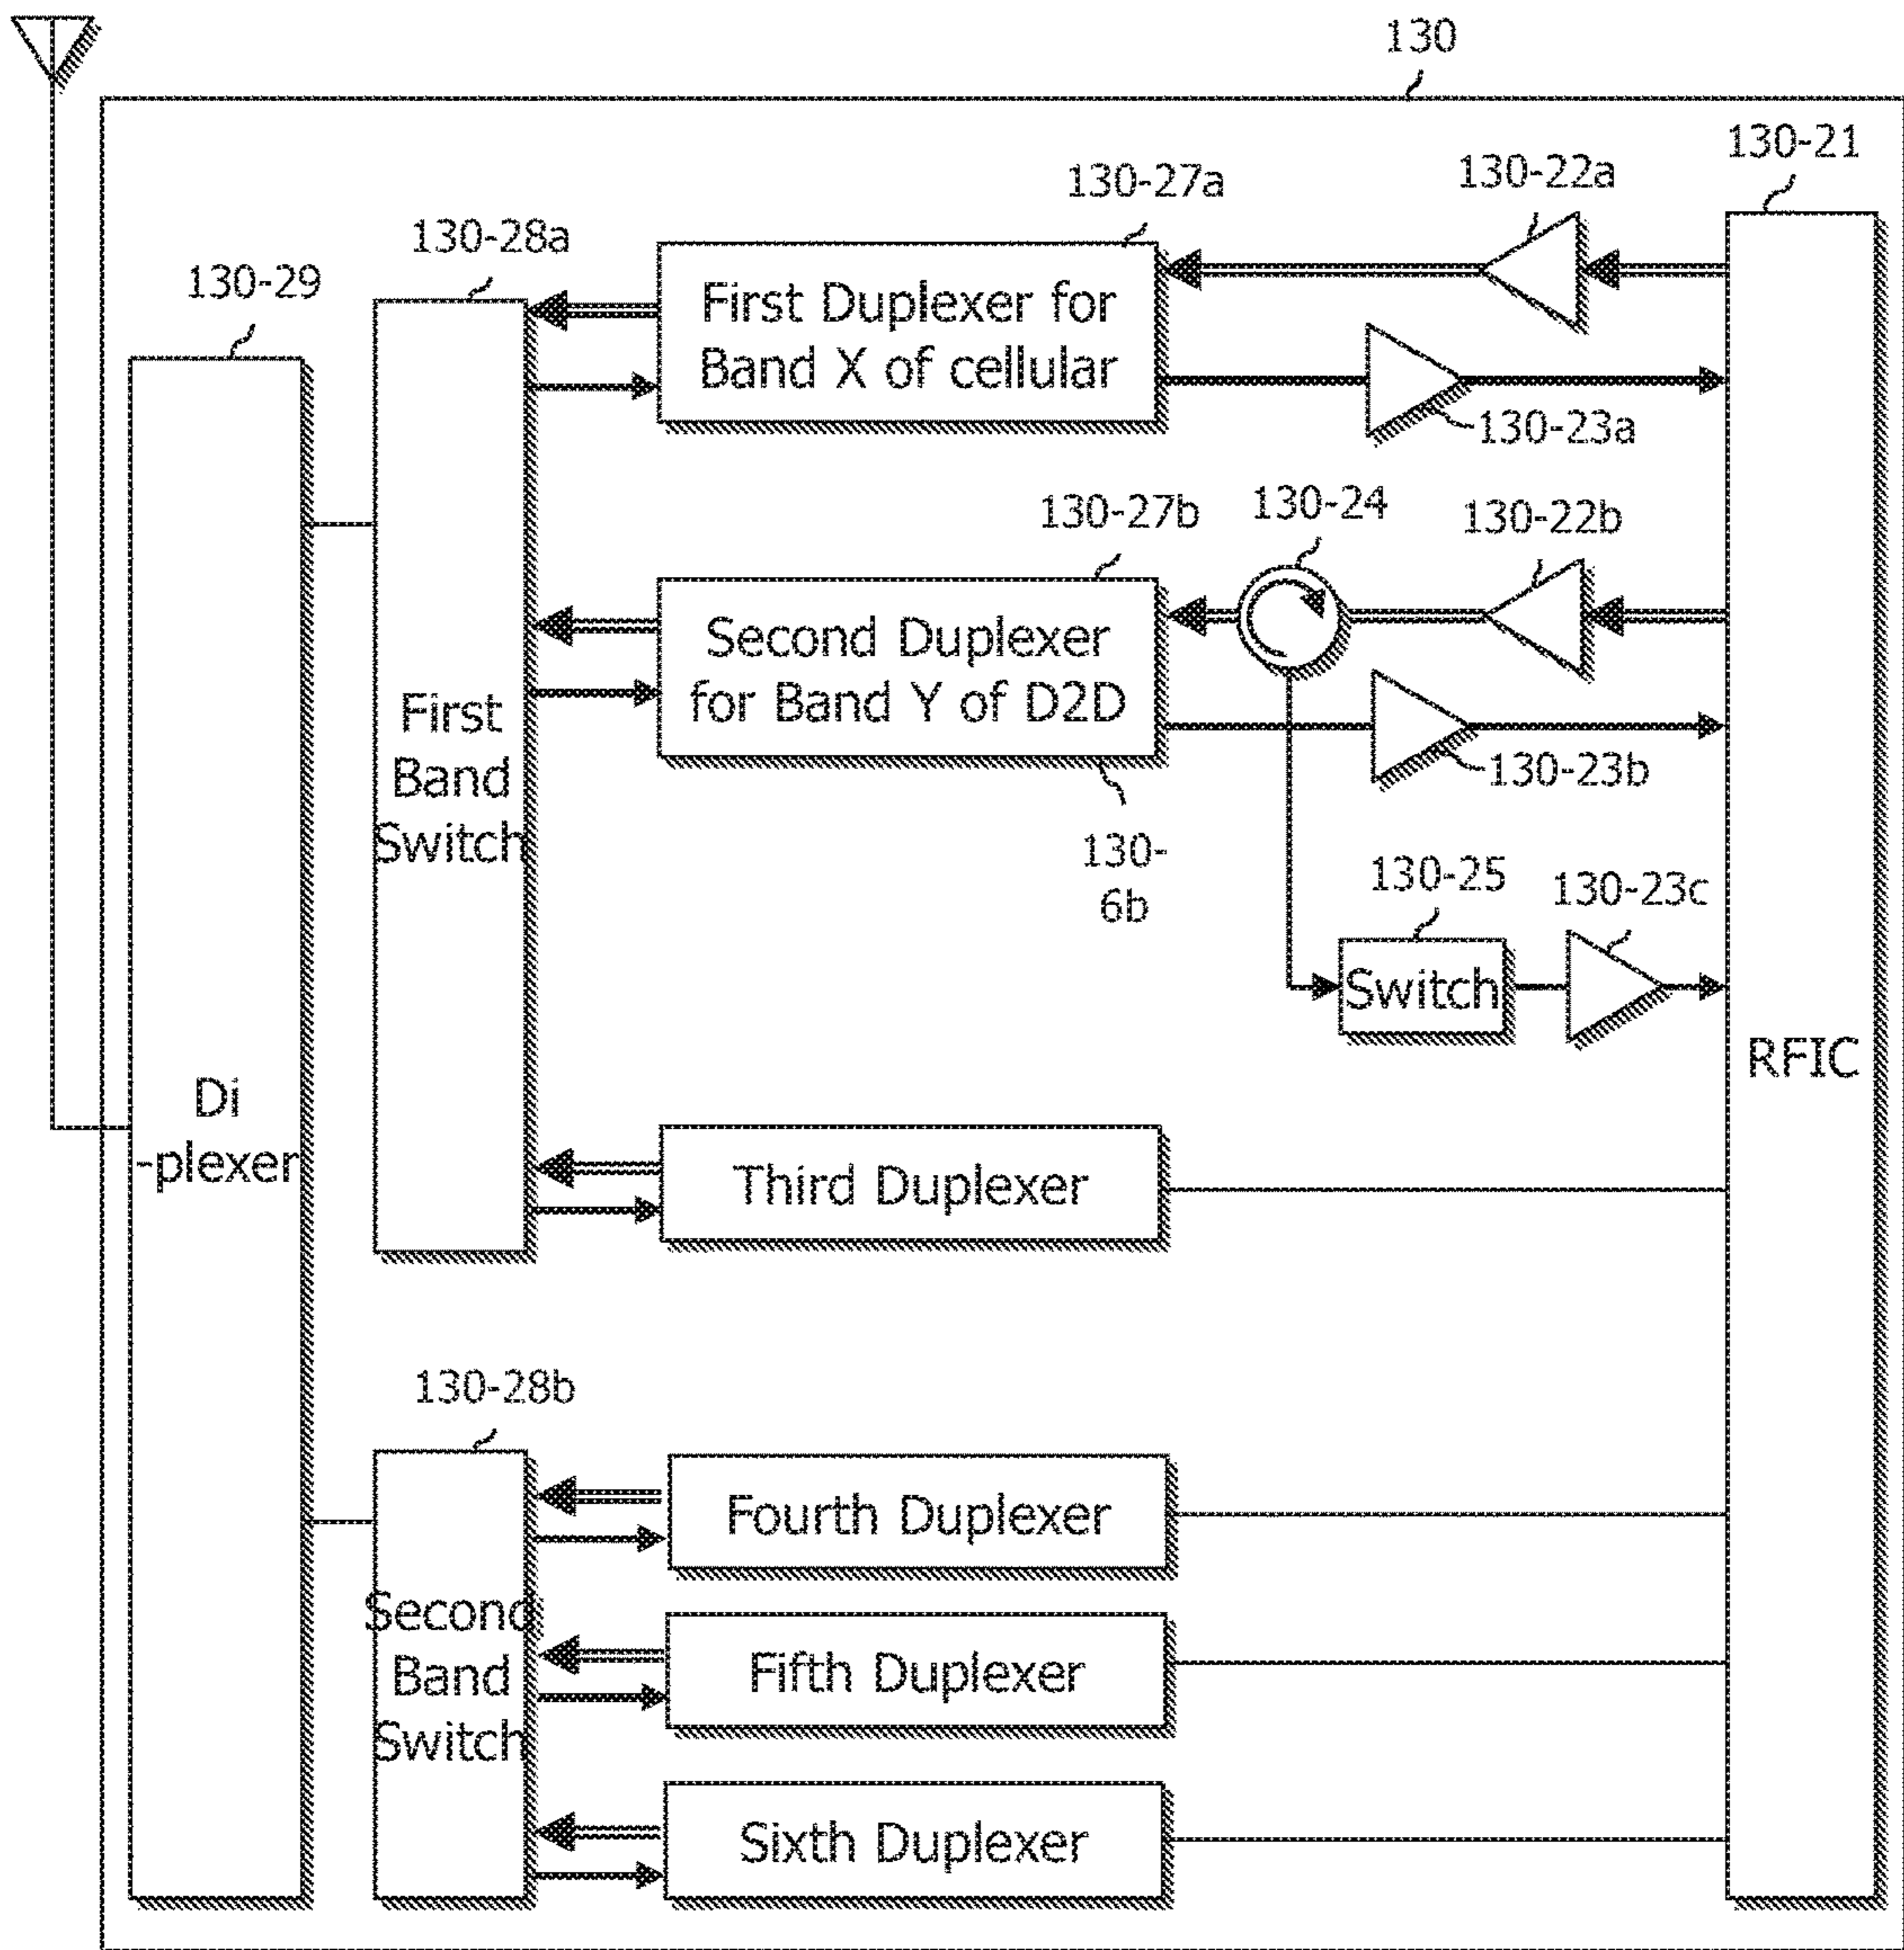 130
130-21
130-22a
130-27a
130-28a
130-29
First Duplexer for
Band X of cellular
130-23a
130-24
130-27b
130-22b
Second Duplexer
for Band Y of D2D
First
Band
Switch
130-23b
130-
6b
130-25
130-23c
Switch
RFIC
Di
-plexer
Third Duplexer
130-28b
Fourth Duplexer
Second
Band
Switch
Fifth Duplexer
Sixth Duplexer